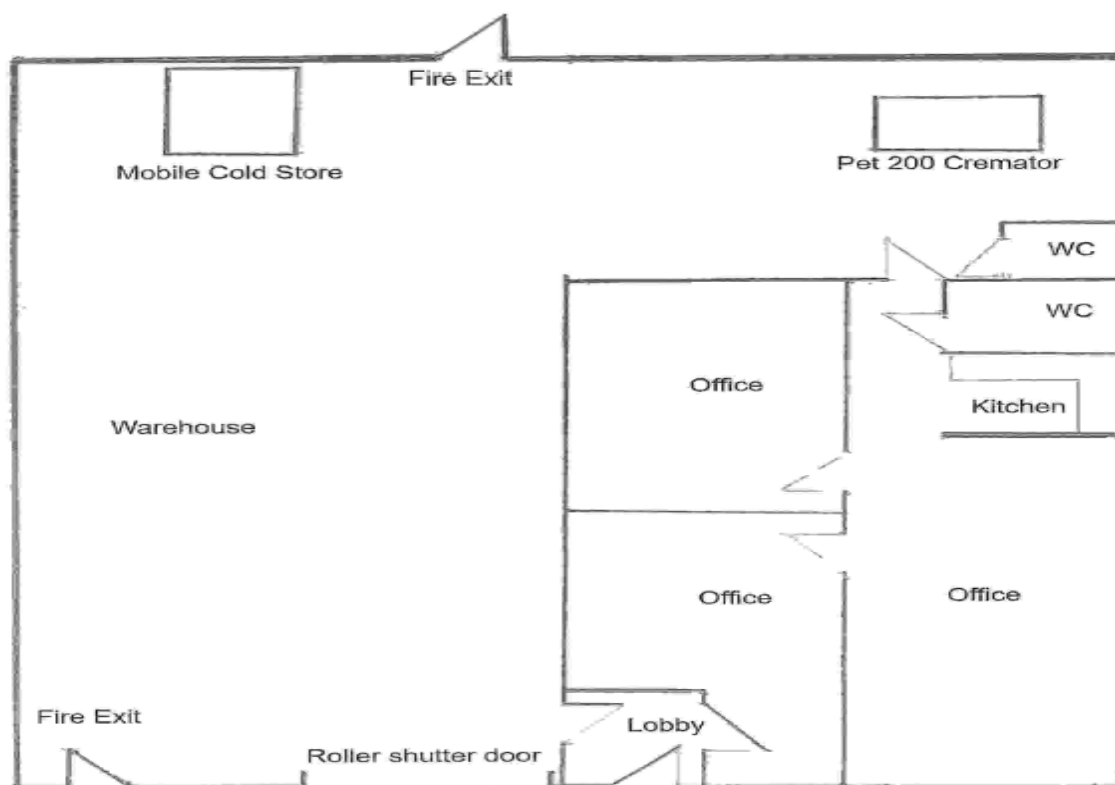 Fire Exit
Mobile Cold Store
Pet 200 Cremator
WC
WC
Office
Kitchen
Warehouse
Office
Office
Fire Exit
Lobby
Roller shutter door